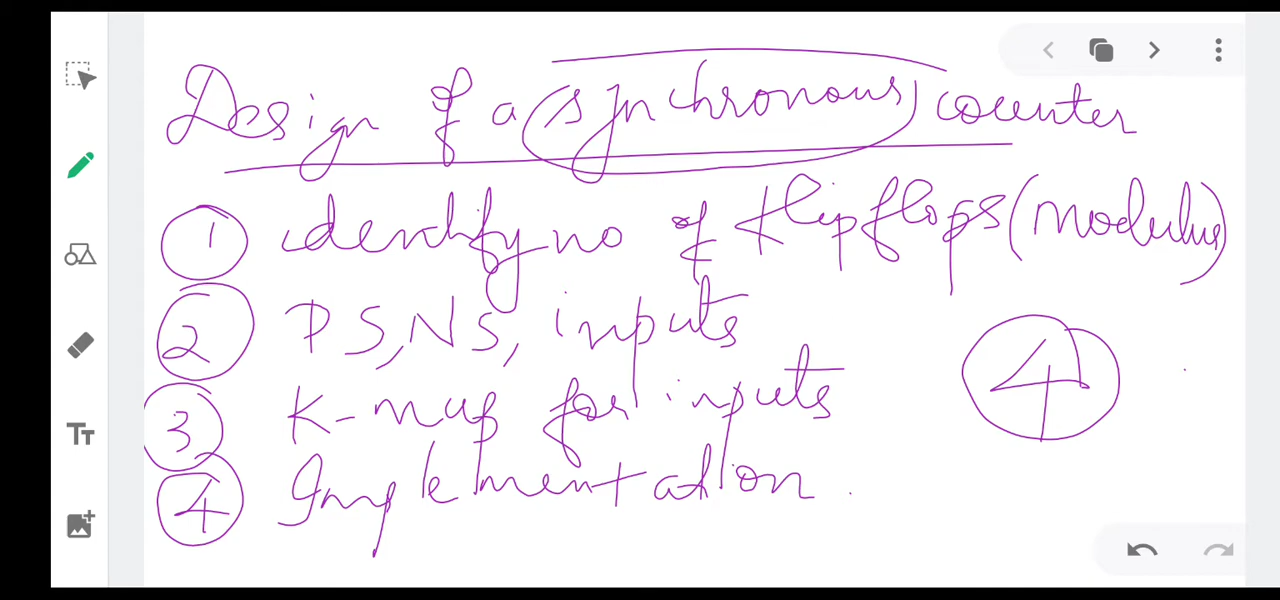 Design of a (synchronous) counter
1 identify no of flipflops (modulus)
2 PS, NS, inputs
3 K-map for inputs
4 Implementation.
4
Tт